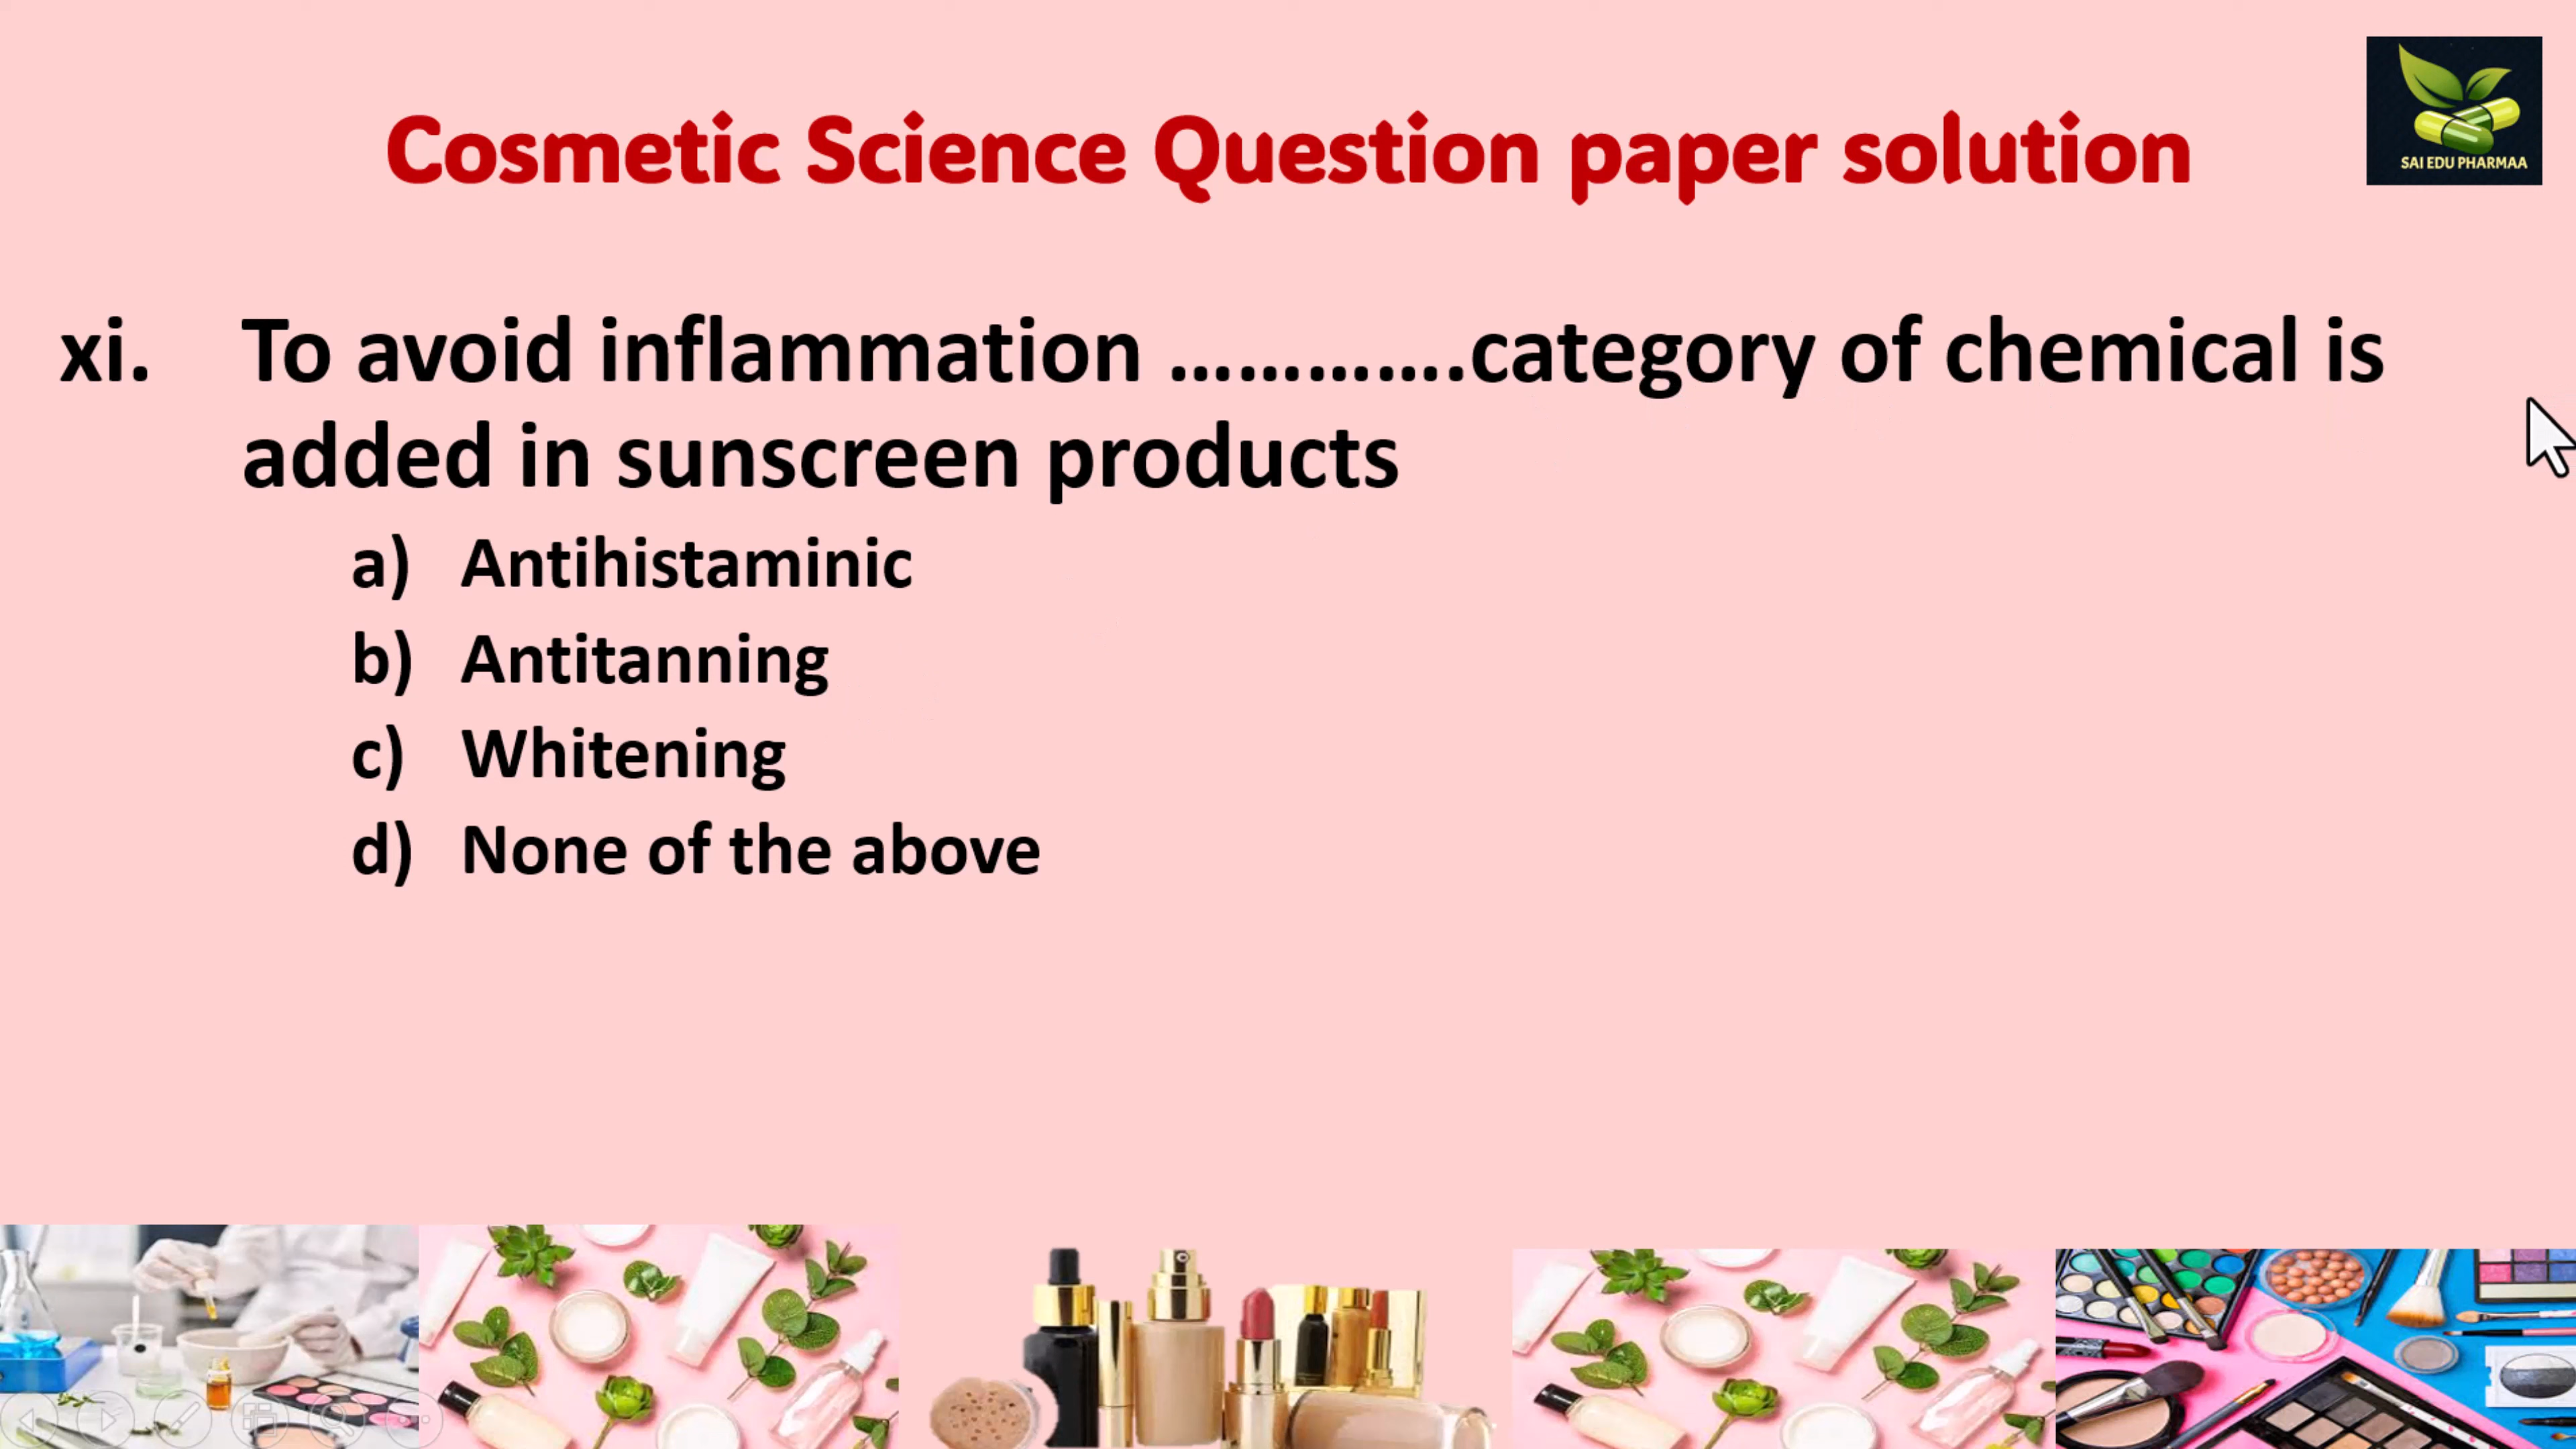 Cosmetic Science Question paper solution
SAI EDU PHARMAA
xi. To avoid inflammation ………….category of chemical is
added in sunscreen products
a) Antihistaminic
b) Antitanning
c) Whitening
d) None of the above